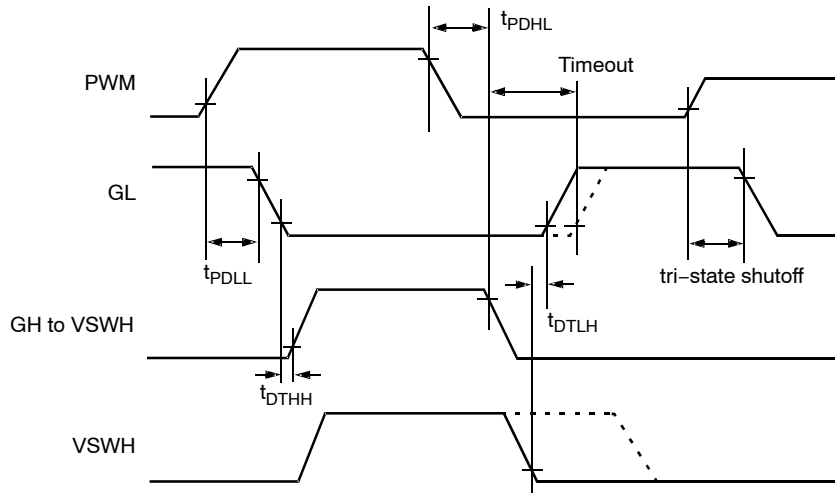 tPDHL
Timeout
PWM
GL
tPDLL
tri−state shutoff
GH to VSWH
tDTLH
tDTHH
VSWH